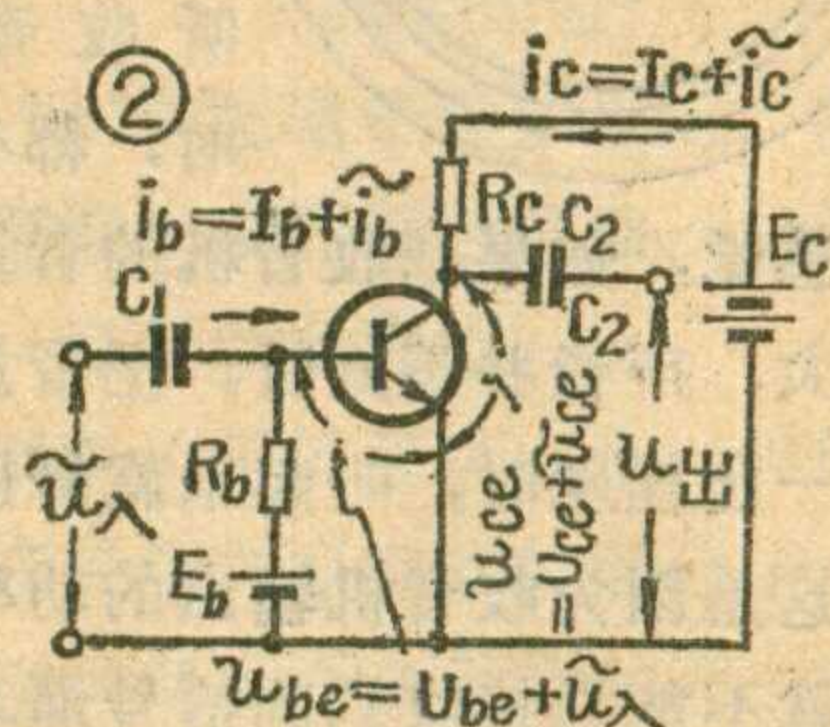 ②
ic=Ic+ĩc
ib=Ib+ĩb
Rc
C2
Ec
C1
C2
Rb
ũ入
Eb
uce
=Uce+ũce
u出
ube=Ube+ũ入